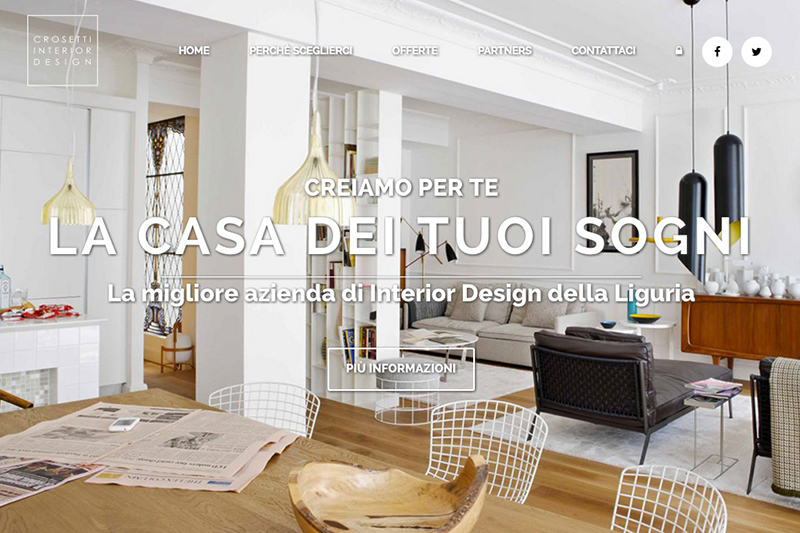 CROSETTI
INTERIOR
DESIGN
HOME PERCHÈ SCEGLIERCI OFFERTE PARTNERS CONTATTACI
CREIAMO PER TE
LA CASA DEI TUOI SOGNI
La migliore azienda di Interior Design della Liguria
PIÙ INFORMAZIONI